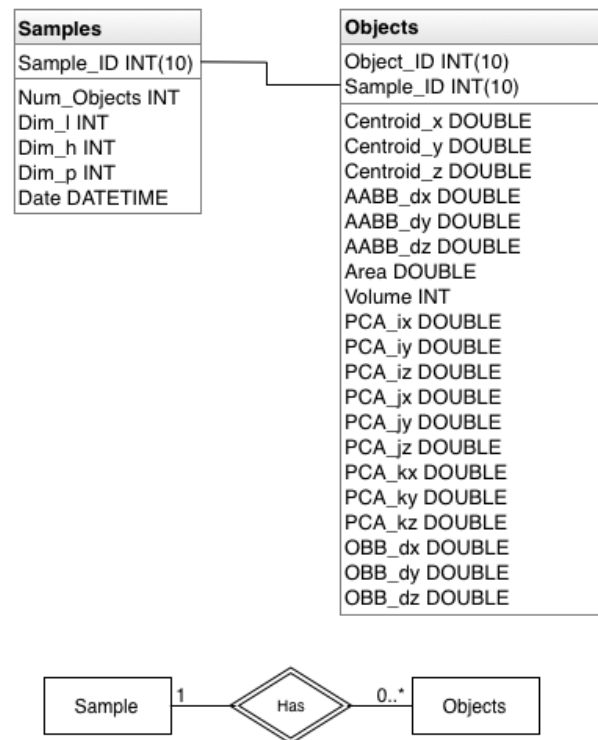 Samples
Sample_ID INT(10)
Num_Objects INT
Dim_l INT
Dim_h INT
Dim_p INT
Date DATETIME
Objects
Object_ID INT(10)
Sample_ID INT(10)
Centroid_x DOUBLE
Centroid_y DOUBLE
Centroid_z DOUBLE
AABB_dx DOUBLE
AABB_dy DOUBLE
AABB_dz DOUBLE
Area DOUBLE
Volume INT
PCA_ix DOUBLE
PCA_iy DOUBLE
PCA_iz DOUBLE
PCA_jx DOUBLE
PCA_jy DOUBLE
PCA_jz DOUBLE
PCA_kx DOUBLE
PCA_ky DOUBLE
PCA_kz DOUBLE
OBB_dx DOUBLE
OBB_dy DOUBLE
OBB_dz DOUBLE
Sample 1 Has 0..* Objects